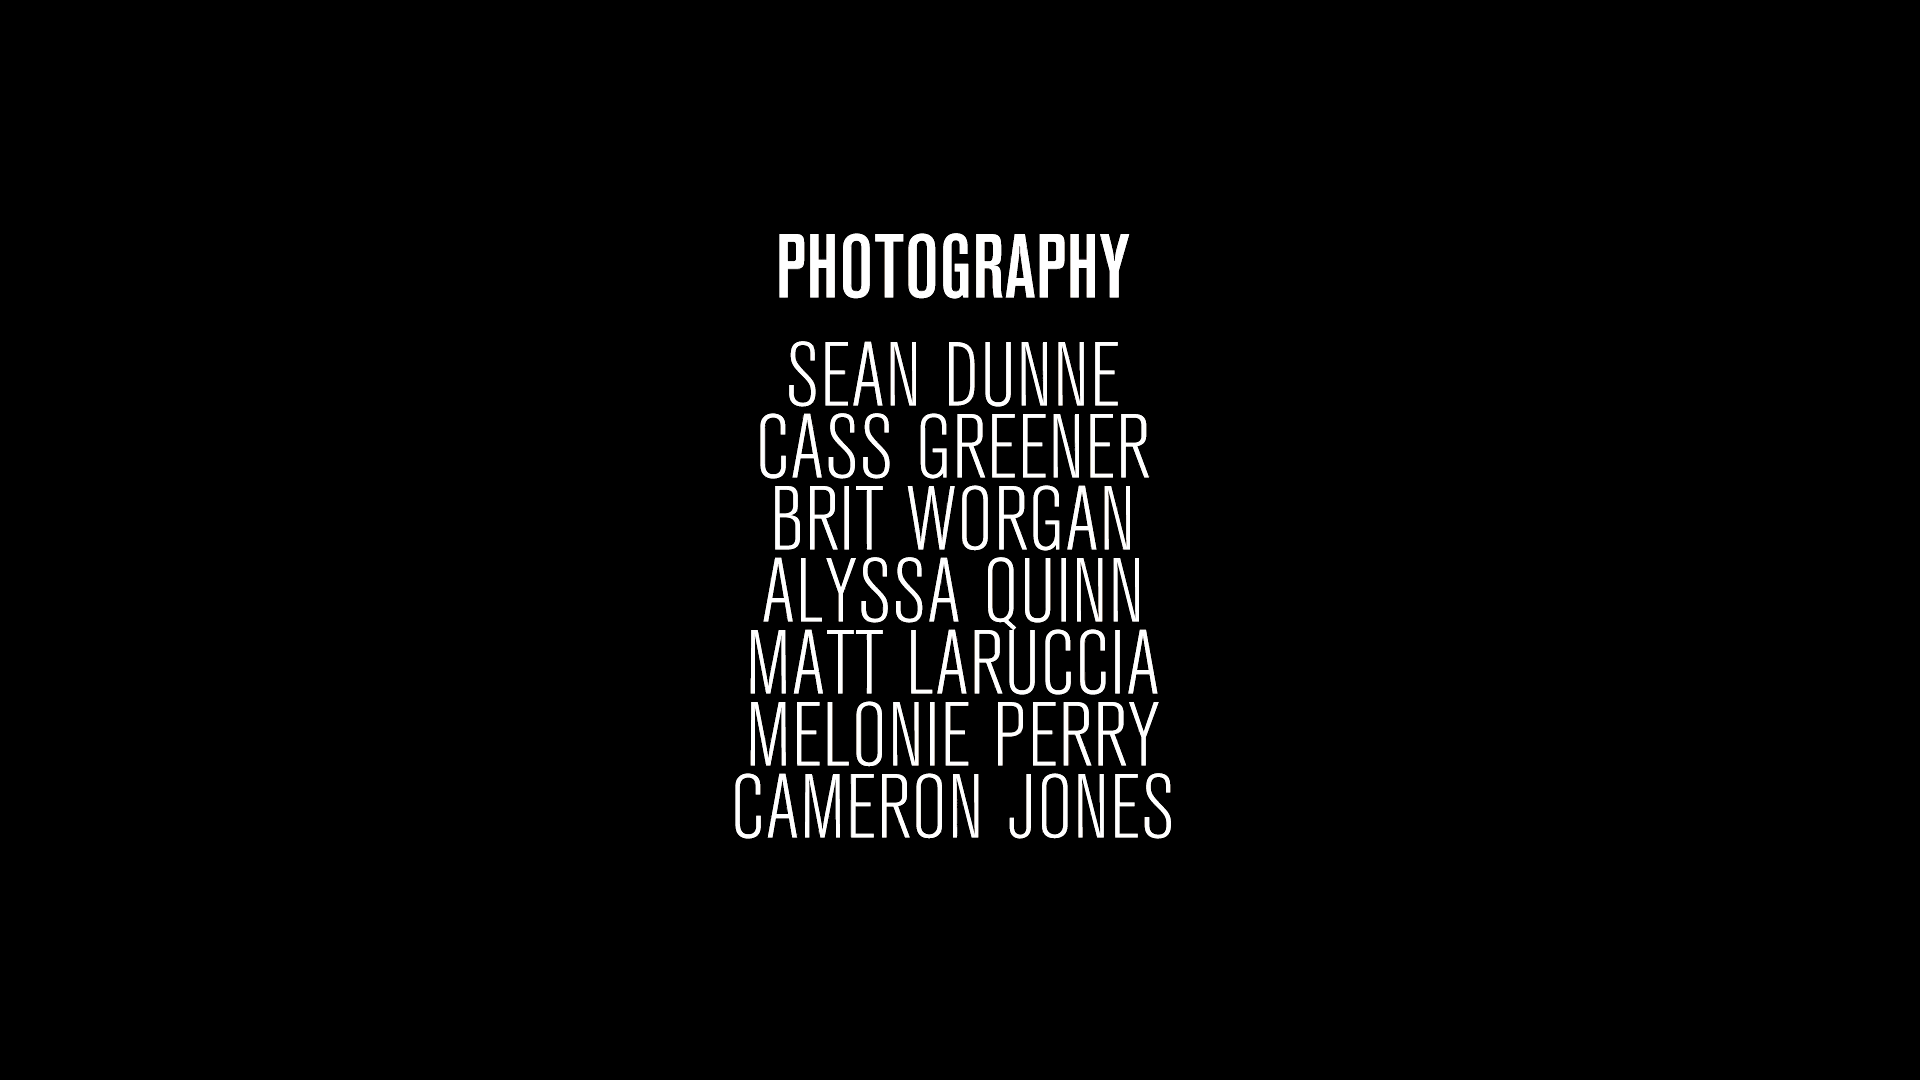 PHOTOGRAPHY
SEAN DUNNE
CASS GREENER
BRIT WORGAN
ALYSSA QUINN
MATT LARUCCIA
MELONIE PERRY
CAMERON JONES